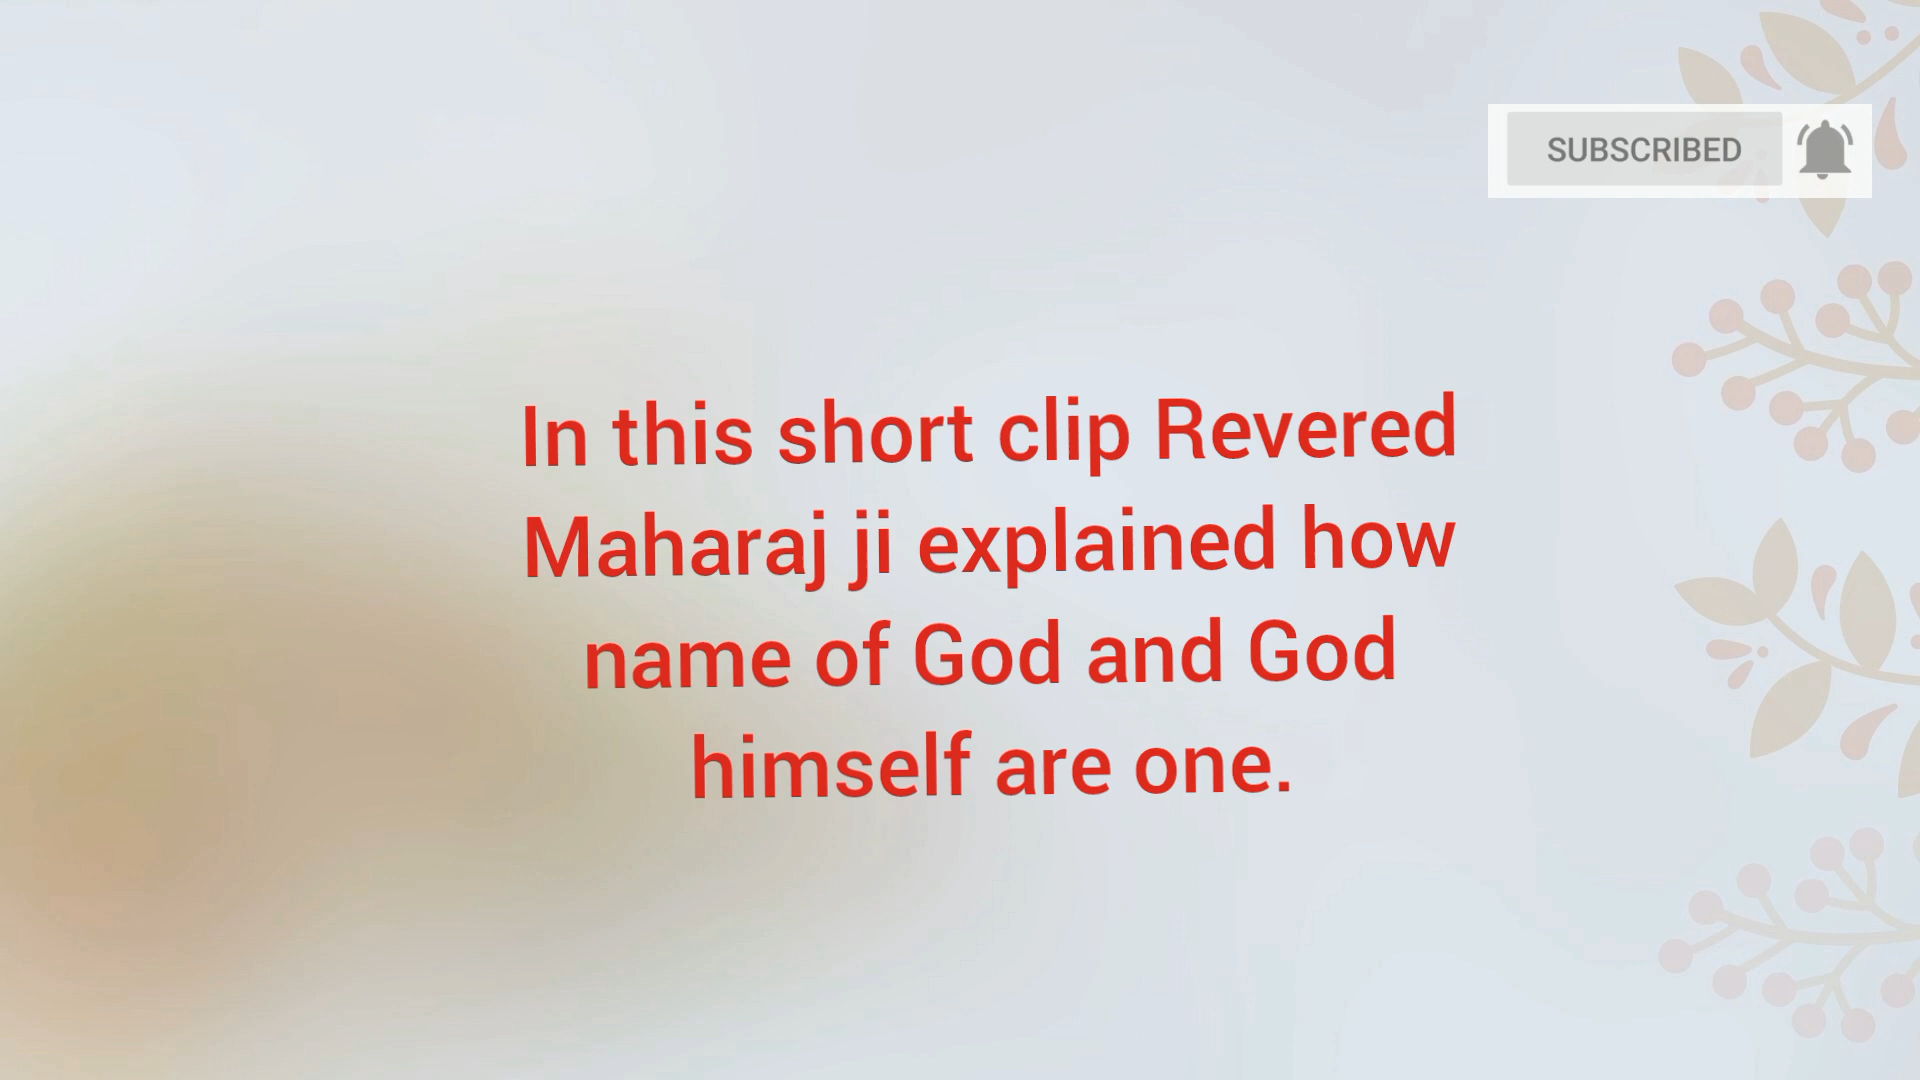 SUBSCRIBED
In this short clip Revered
Maharaj ji explained how
name of God and God
himself are one.